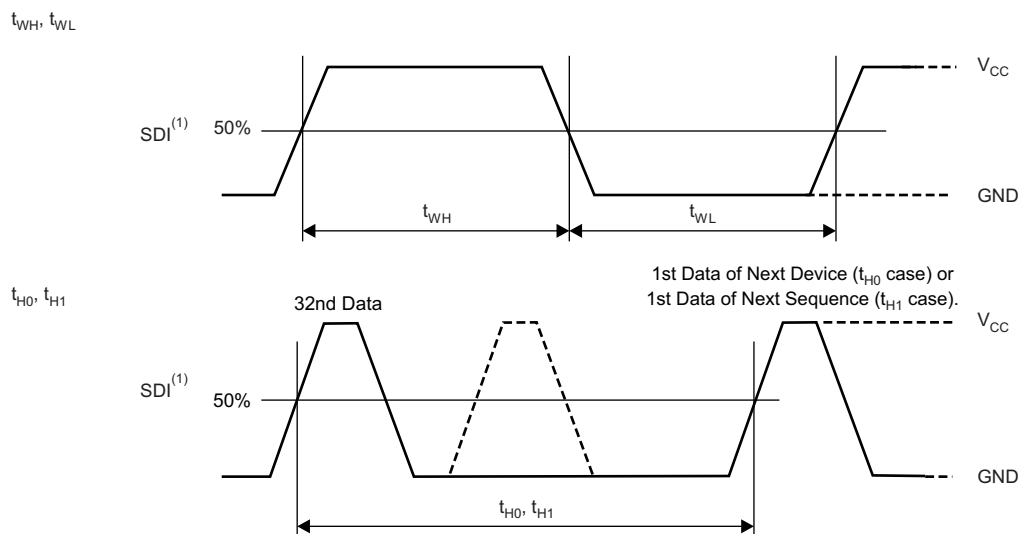 tWH, tWL
VCC
SDI(1) 50%
GND
tWH tWL
tH0, tH1
1st Data of Next Device (tH0 case) or
1st Data of Next Sequence (tH1 case).
32nd Data
VCC
SDI(1) 50%
GND
tH0, tH1